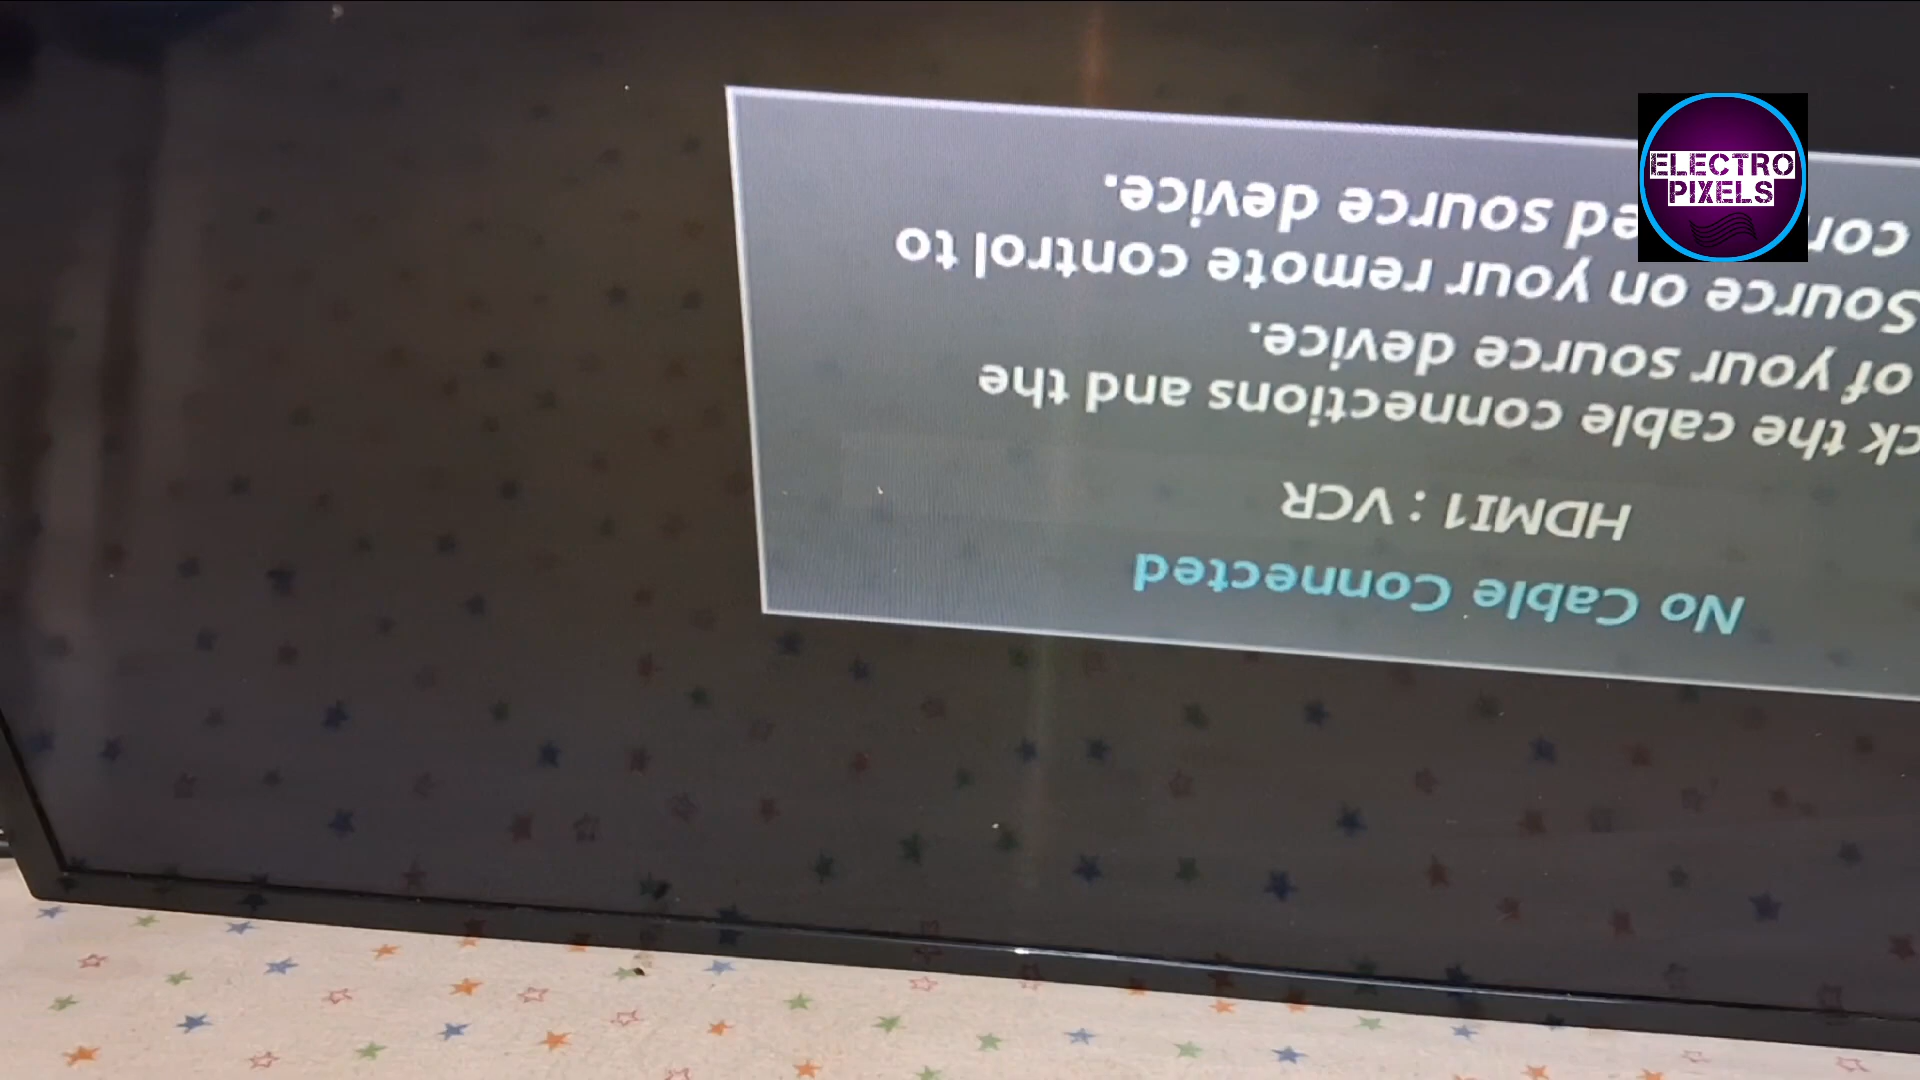 No Cable Connected
HDMI1 : VCR
ck the cable connections and the
of your source device.
Source on your remote control to
source device.
ELECTRO
PIXELS